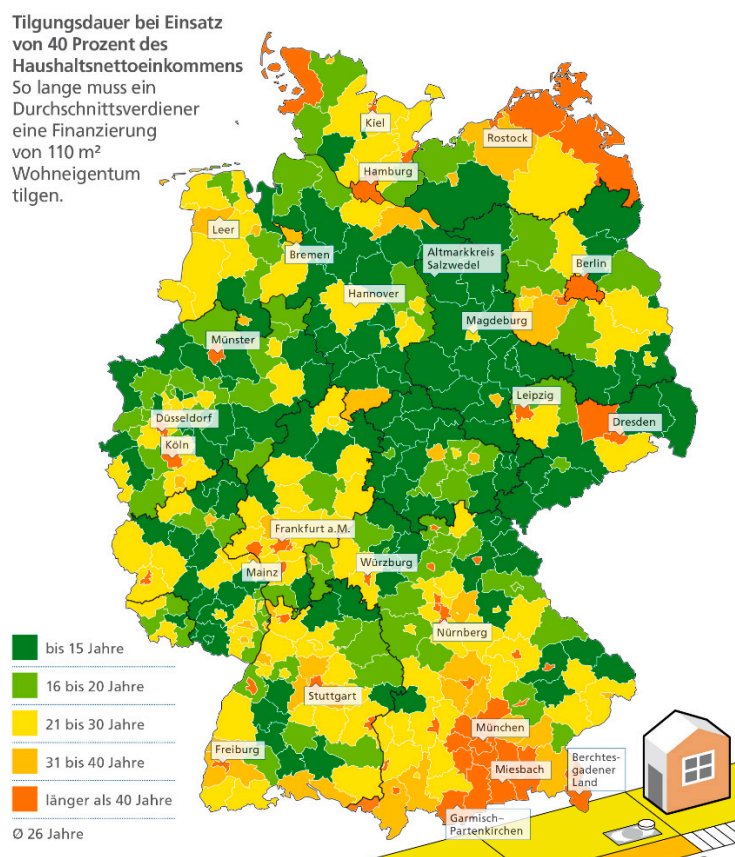 Tilgungsdauer bei Einsatz
von 40 Prozent des
Haushaltsnettoeinkommens
So lange muss ein
Durchschnittsverdiener
eine Finanzierung
von 110 m²
Wohneigentum
tilgen.
Kiel
Rostock
Hamburg
Leer
Bremen
Altmarkkreis
Salzwedel
Berlin
Hannover
Magdeburg
Münster
Leipzig
Düsseldorf
Dresden
Köln
Frankfurt a.M.
Mainz
Würzburg
Nürnberg
bis 15 Jahre
16 bis 20 Jahre
21 bis 30 Jahre
31 bis 40 Jahre
länger als 40 Jahre
Ø 26 Jahre
Stuttgart
München
Freiburg
Miesbach
Berchtes-
gadener
Land
Garmisch–
Partenkirchen